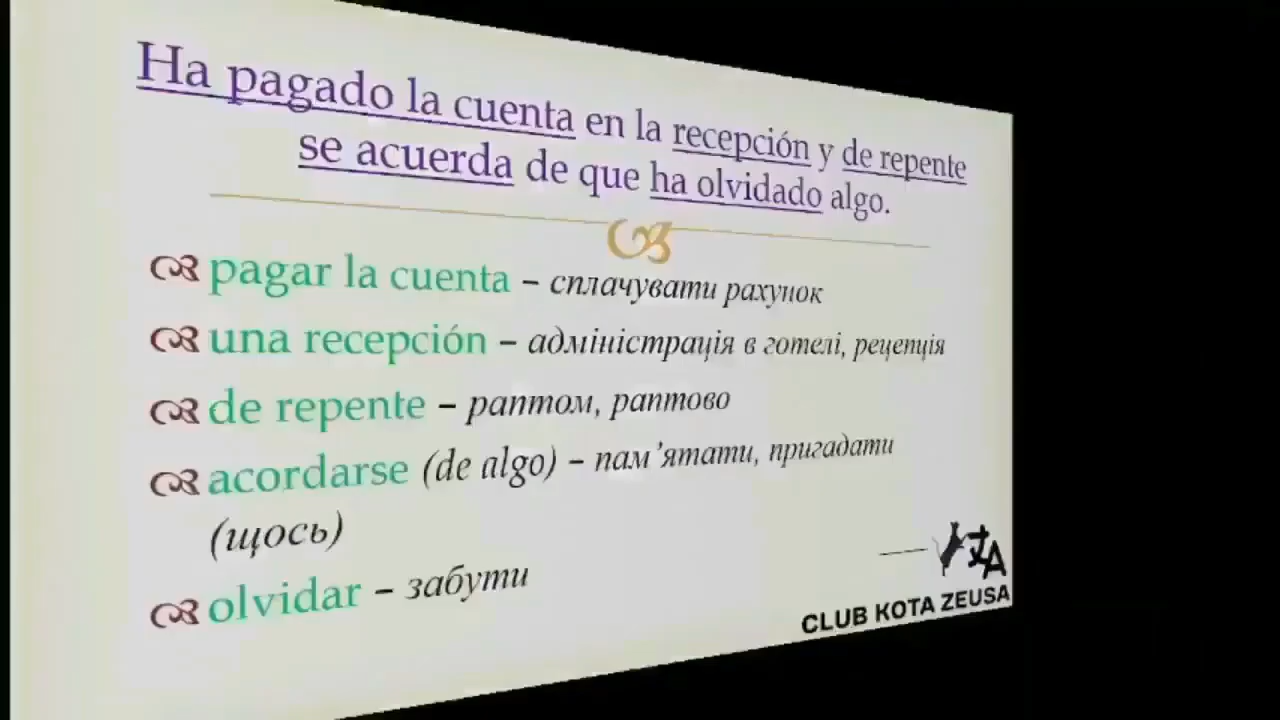 Ha pagado la cuenta en la recepción y de repente
se acuerda de que ha olvidado algo.
pagar la cuenta – сплачувати рахунок
una recepción – адміністрація в готелі, рецепція
de repente – раптом, раптово
acordarse (de algo) – пам’ятати, пригадати
(щось)
olvidar – забути
CLUB KOTA ZEUSA